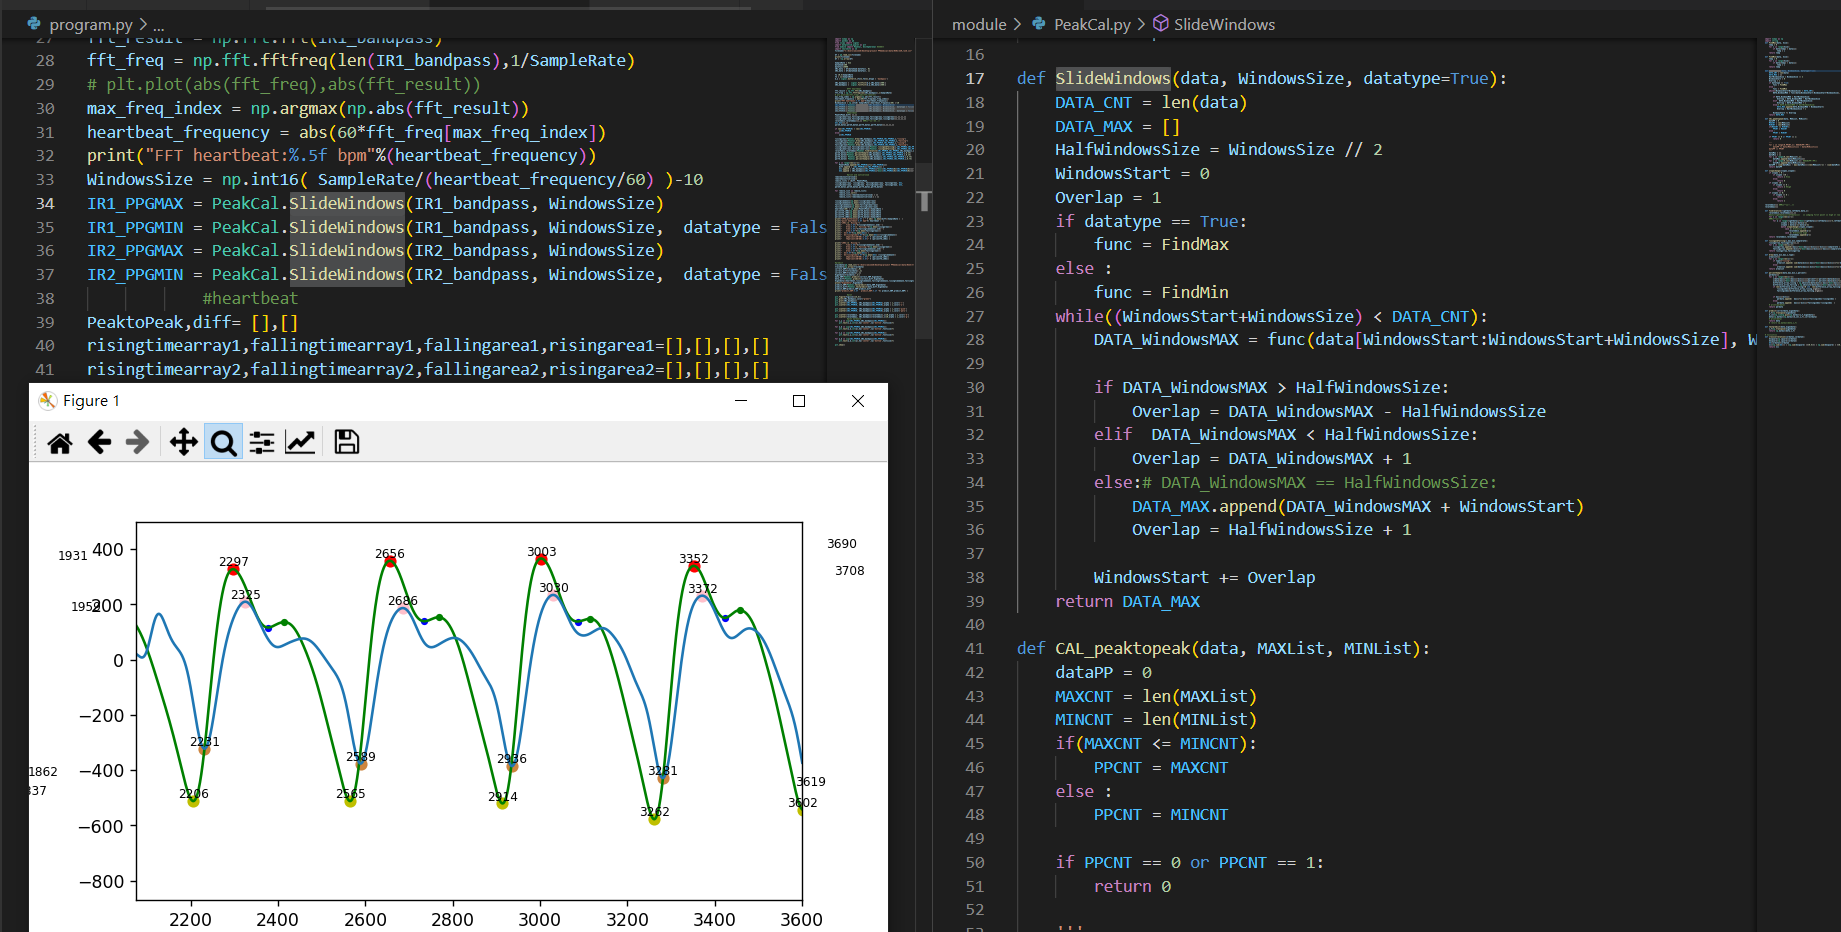 program.py > ...
28 fft_freq = np.fft.fftfreq(len(IR1_bandpass),1/SampleRate)
29 # plt.plot(abs(fft_freq),abs(fft_result))
30 max_freq_index = np.argmax(np.abs(fft_result))
31 heartbeat_frequency = abs(60*fft_freq[max_freq_index])
32 print("FFT heartbeat:%.5f bpm"%(heartbeat_frequency))
33 WindowsSize = np.int16( SampleRate/(heartbeat_frequency/60) )-10
34 IR1_PPGMAX = PeakCal.SlideWindows(IR1_bandpass, WindowsSize)
35 IR1_PPGMIN = PeakCal.SlideWindows(IR1_bandpass, WindowsSize,  datatype = Fals
36 IR2_PPGMAX = PeakCal.SlideWindows(IR2_bandpass, WindowsSize)
37 IR2_PPGMIN = PeakCal.SlideWindows(IR2_bandpass, WindowsSize,  datatype = Fals
38 #heartbeat
39 PeaktoPeak,diff= [],[]
40 risingtimearray1,fallingtimearray1,fallingarea1,risingarea1=[],[],[],[]
41 risingtimearray2,fallingtimearray2,fallingarea2,risingarea2=[],[],[],[]
Figure 1
400
200
0
−200
−400
−600
−800
1931
2297
2656
3003
3352
3690
3708
2325
2686
3030
3372
2231
2589
2936
3281
3619
1862
2206
2565
2914
3262
3602
2200 2400 2600 2800 3000 3200 3400 3600
module > PeakCal.py > SlideWindows
16
17 def SlideWindows(data, WindowsSize, datatype=True):
18 DATA_CNT = len(data)
19 DATA_MAX = []
20 HalfWindowsSize = WindowsSize // 2
21 WindowsStart = 0
22 Overlap = 1
23 if datatype == True:
24 func = FindMax
25 else :
26 func = FindMin
27 while((WindowsStart+WindowsSize) < DATA_CNT):
28 DATA_WindowsMAX = func(data[WindowsStart:WindowsStart+WindowsSize], W
29
30 if DATA_WindowsMAX > HalfWindowsSize:
31 Overlap = DATA_WindowsMAX - HalfWindowsSize
32 elif  DATA_WindowsMAX < HalfWindowsSize:
33 Overlap = DATA_WindowsMAX + 1
34 else:# DATA_WindowsMAX == HalfWindowsSize:
35 DATA_MAX.append(DATA_WindowsMAX + WindowsStart)
36 Overlap = HalfWindowsSize + 1
37
38 WindowsStart += Overlap
39 return DATA_MAX
40
41 def CAL_peaktopeak(data, MAXList, MINList):
42 dataPP = 0
43 MAXCNT = len(MAXList)
44 MINCNT = len(MINList)
45 if(MAXCNT <= MINCNT):
46 PPCNT = MAXCNT
47 else :
48 PPCNT = MINCNT
49
50 if PPCNT == 0 or PPCNT == 1:
51 return 0
52